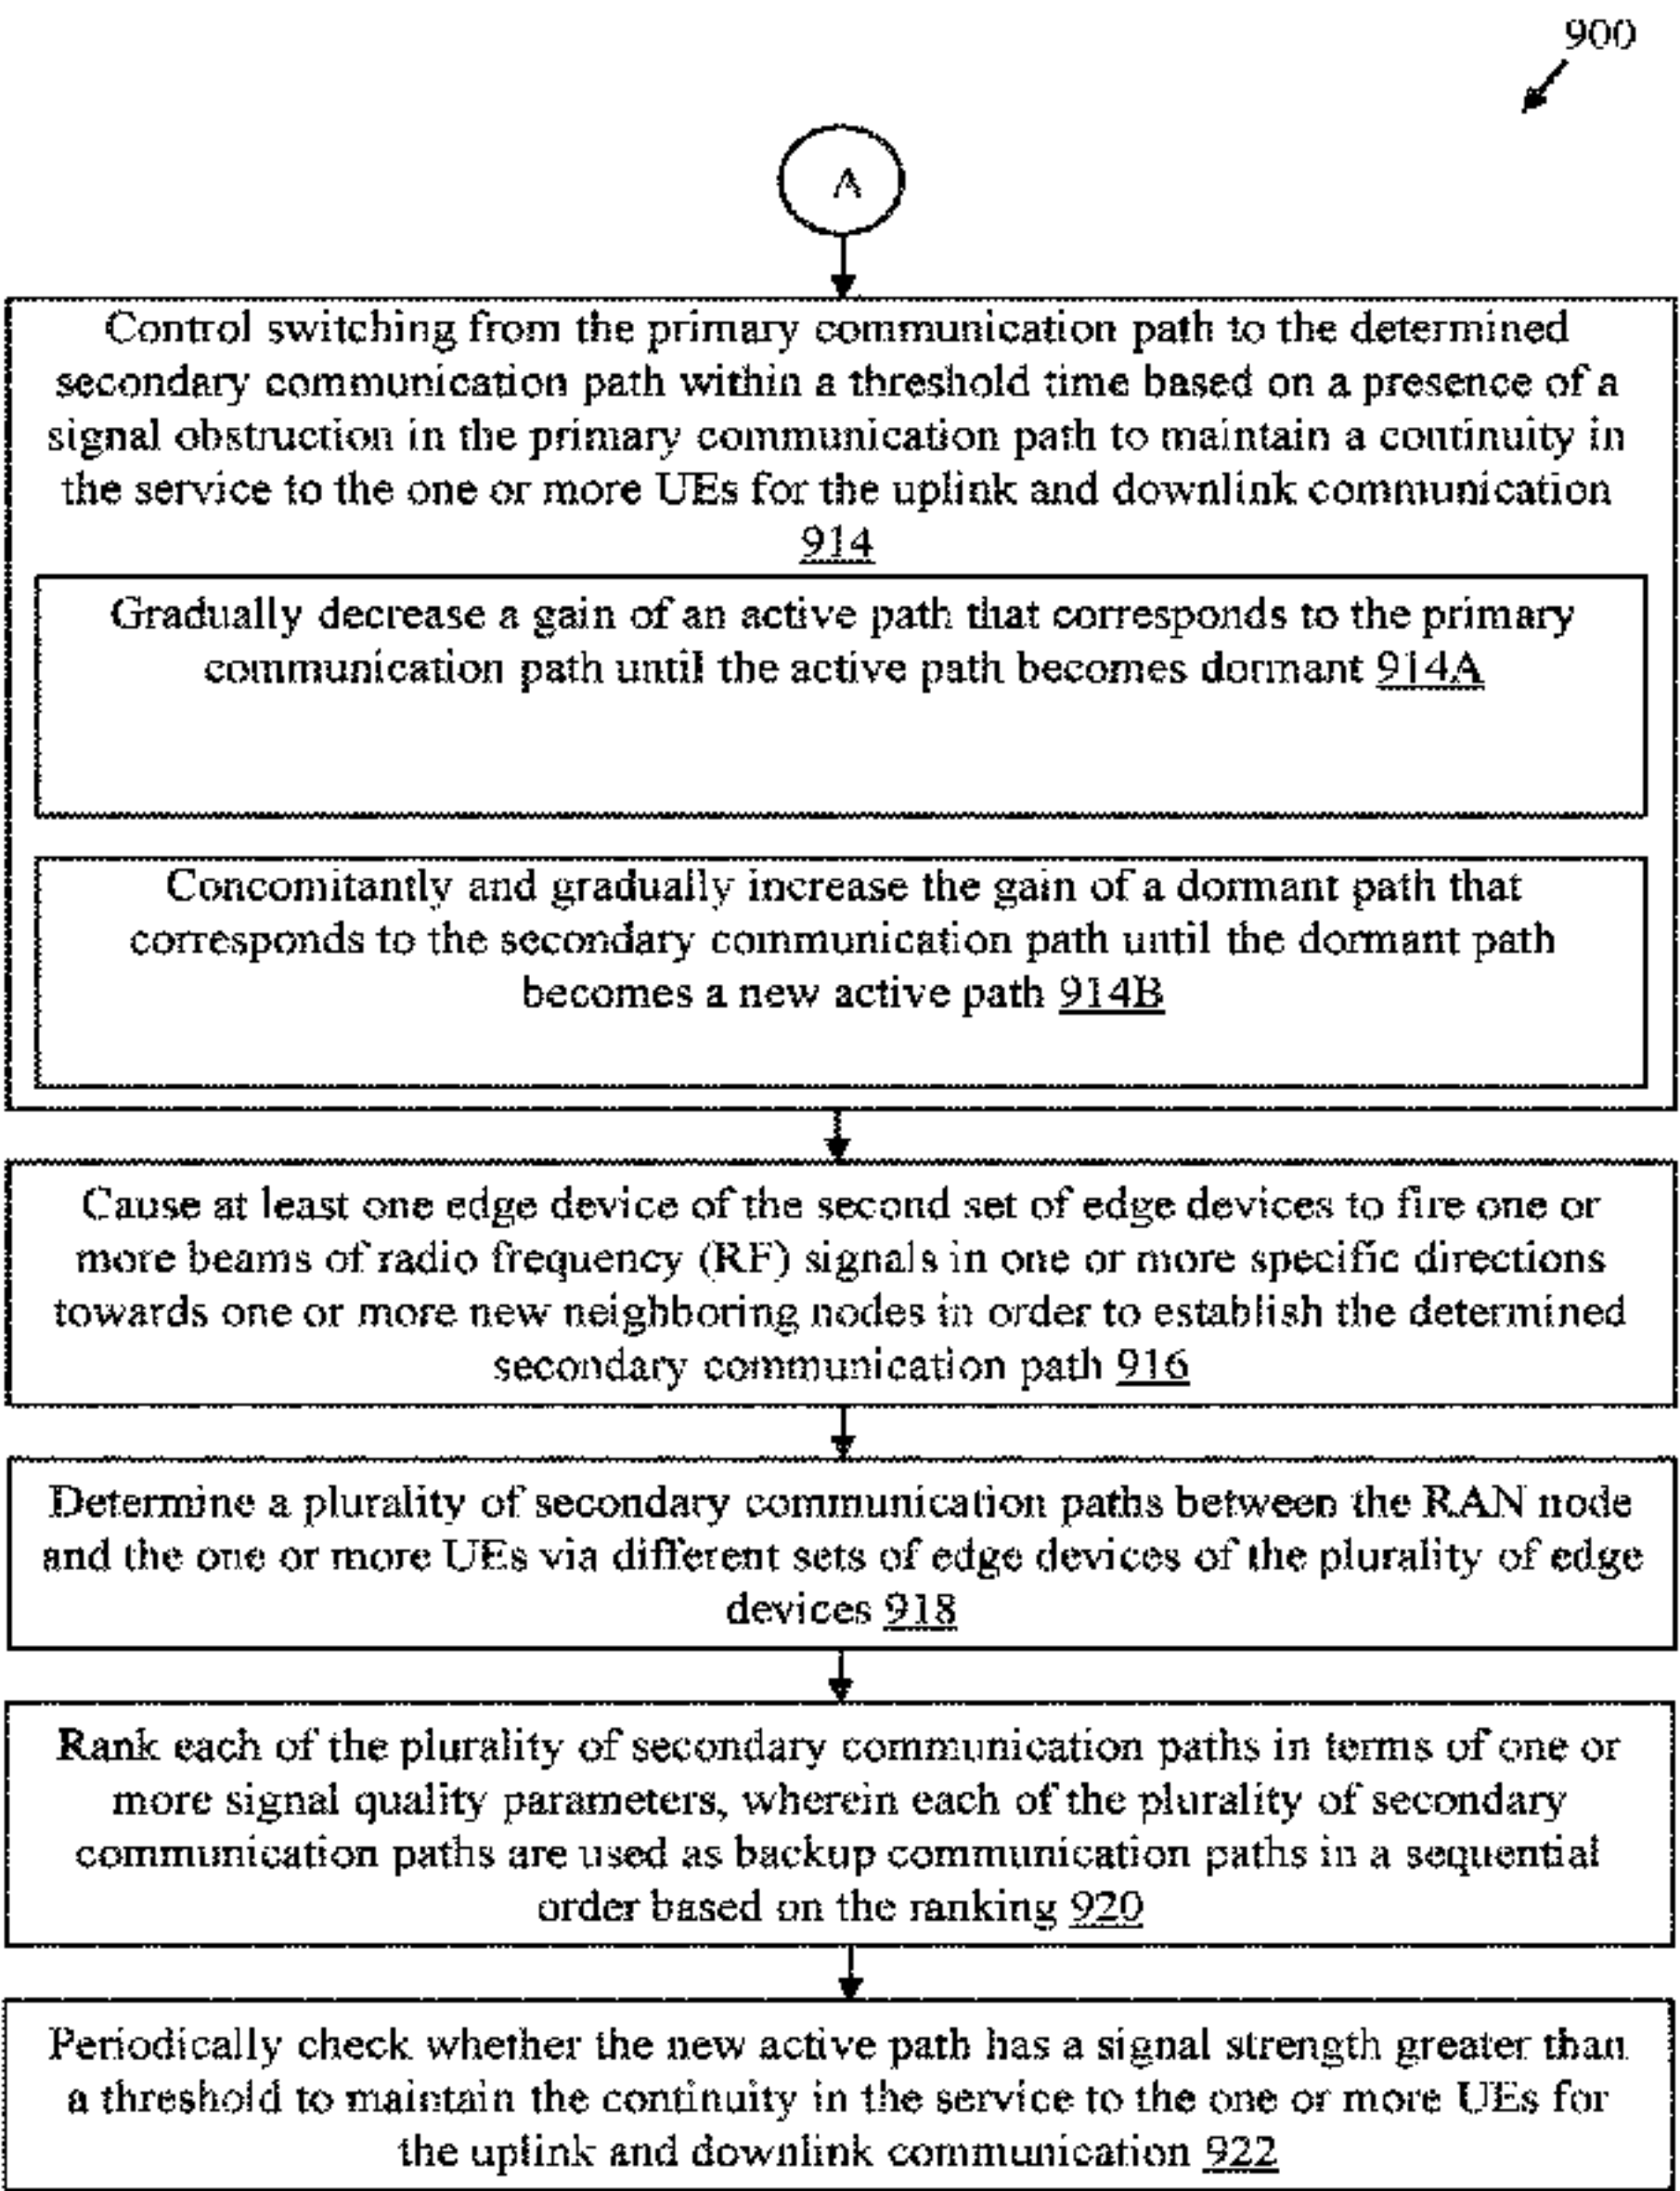 900
A
Control switching from the primary communication path to the determined
secondary communication path within a threshold time based on a presence of a
signal obstruction in the primary communication path to maintain a continuity in
the service to the one or more UEs for the uplink and downlink communication
914
Gradually decrease a gain of an active path that corresponds to the primary
communication path until the active path becomes dormant 914A
Concomitantly and gradually increase the gain of a dormant path that
corresponds to the secondary communication path until the dormant path
becomes a new active path 914B
Cause at least one edge device of the second set of edge devices to fire one or
more beams of radio frequency (RF) signals in one or more specific directions
towards one or more new neighboring nodes in order to establish the determined
secondary communication path 916
Determine a plurality of secondary communication paths between the RAN node
and the one or more UEs via different sets of edge devices of the plurality of edge
devices 918
Rank each of the plurality of secondary communication paths in terms of one or
more signal quality parameters, wherein each of the plurality of secondary
communication paths are used as backup communication paths in a sequential
order based on the ranking 920
Periodically check whether the new active path has a signal strength greater than
a threshold to maintain the continuity in the service to the one or more UEs for
the uplink and downlink communication 922